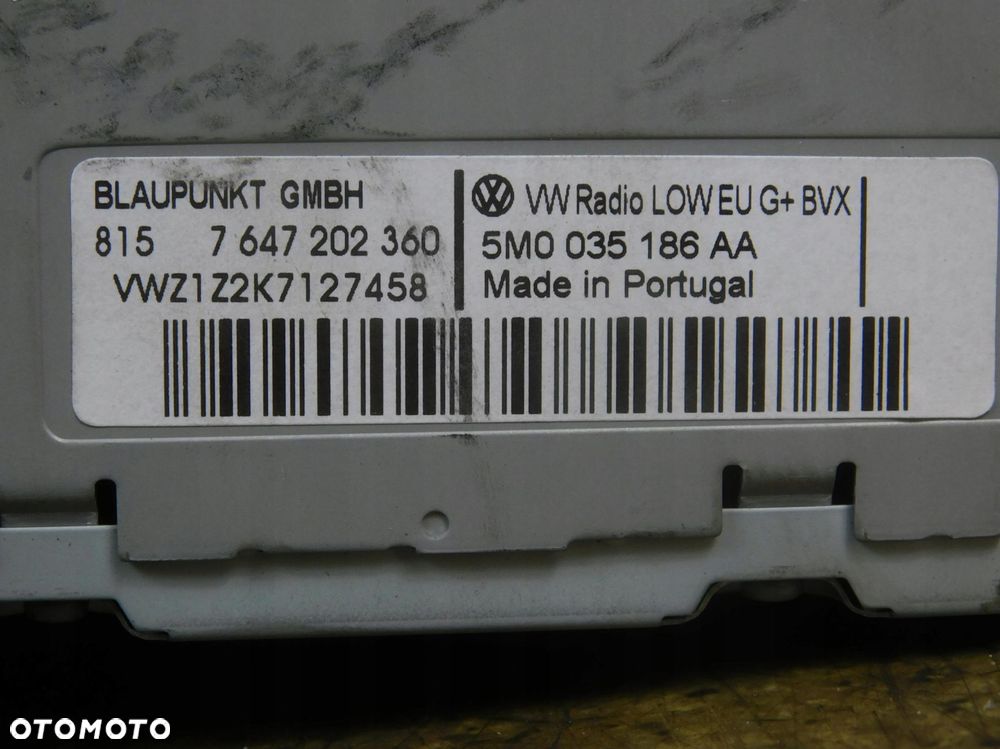 BLAUPUNKT GMBH
815 7 647 202 360
VWZ1Z2K7127458
VW Radio LOW EU G+ BVX
5M0 035 186 AA
Made in Portugal
OTOMOTO